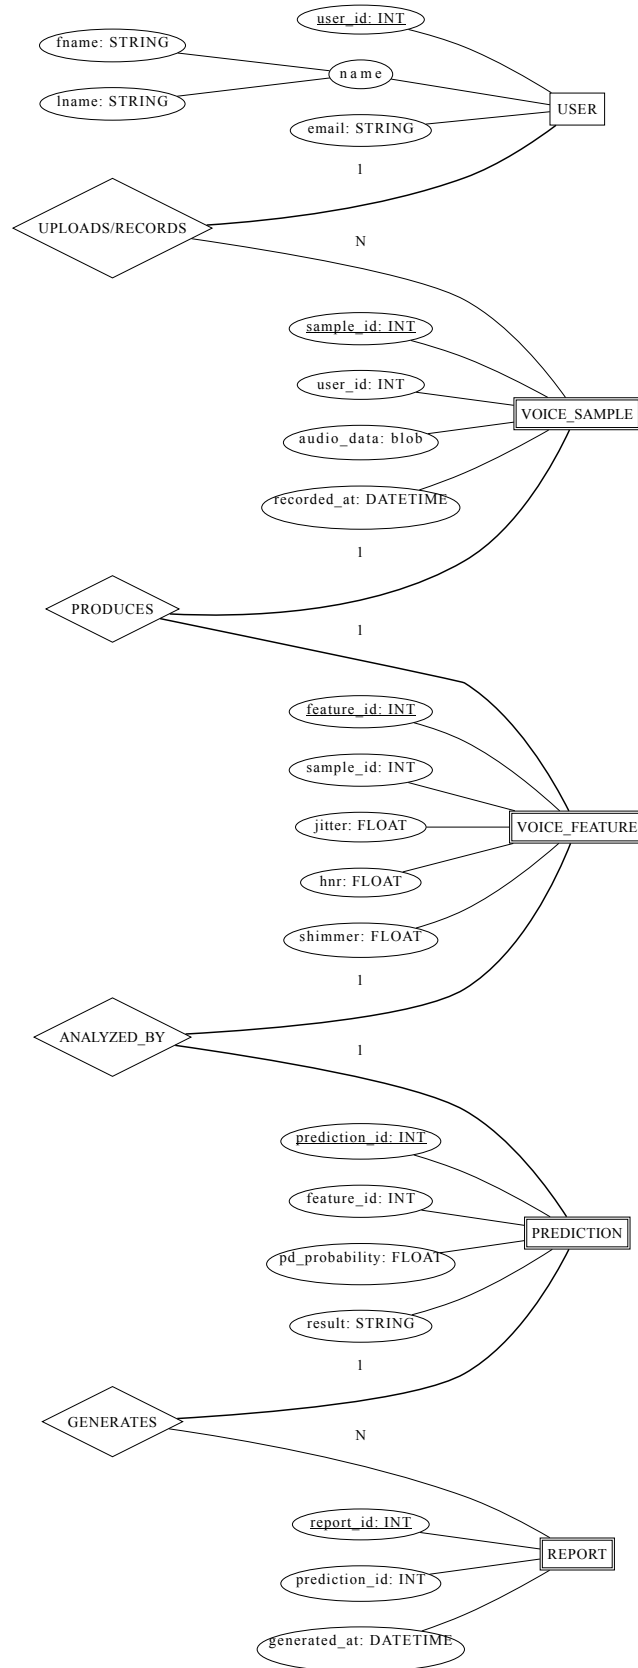 user_id: INT
fname: STRING
name
lname: STRING
USER
email: STRING
1
UPLOADS/RECORDS
N
sample_id: INT
user_id: INT
VOICE_SAMPLE
audio_data: blob
recorded_at: DATETIME
1
PRODUCES
1
feature_id: INT
sample_id: INT
jitter: FLOAT
VOICE_FEATURE
hnr: FLOAT
shimmer: FLOAT
1
ANALYZED_BY
1
prediction_id: INT
feature_id: INT
PREDICTION
pd_probability: FLOAT
result: STRING
1
GENERATES
N
report_id: INT
REPORT
prediction_id: INT
generated_at: DATETIME